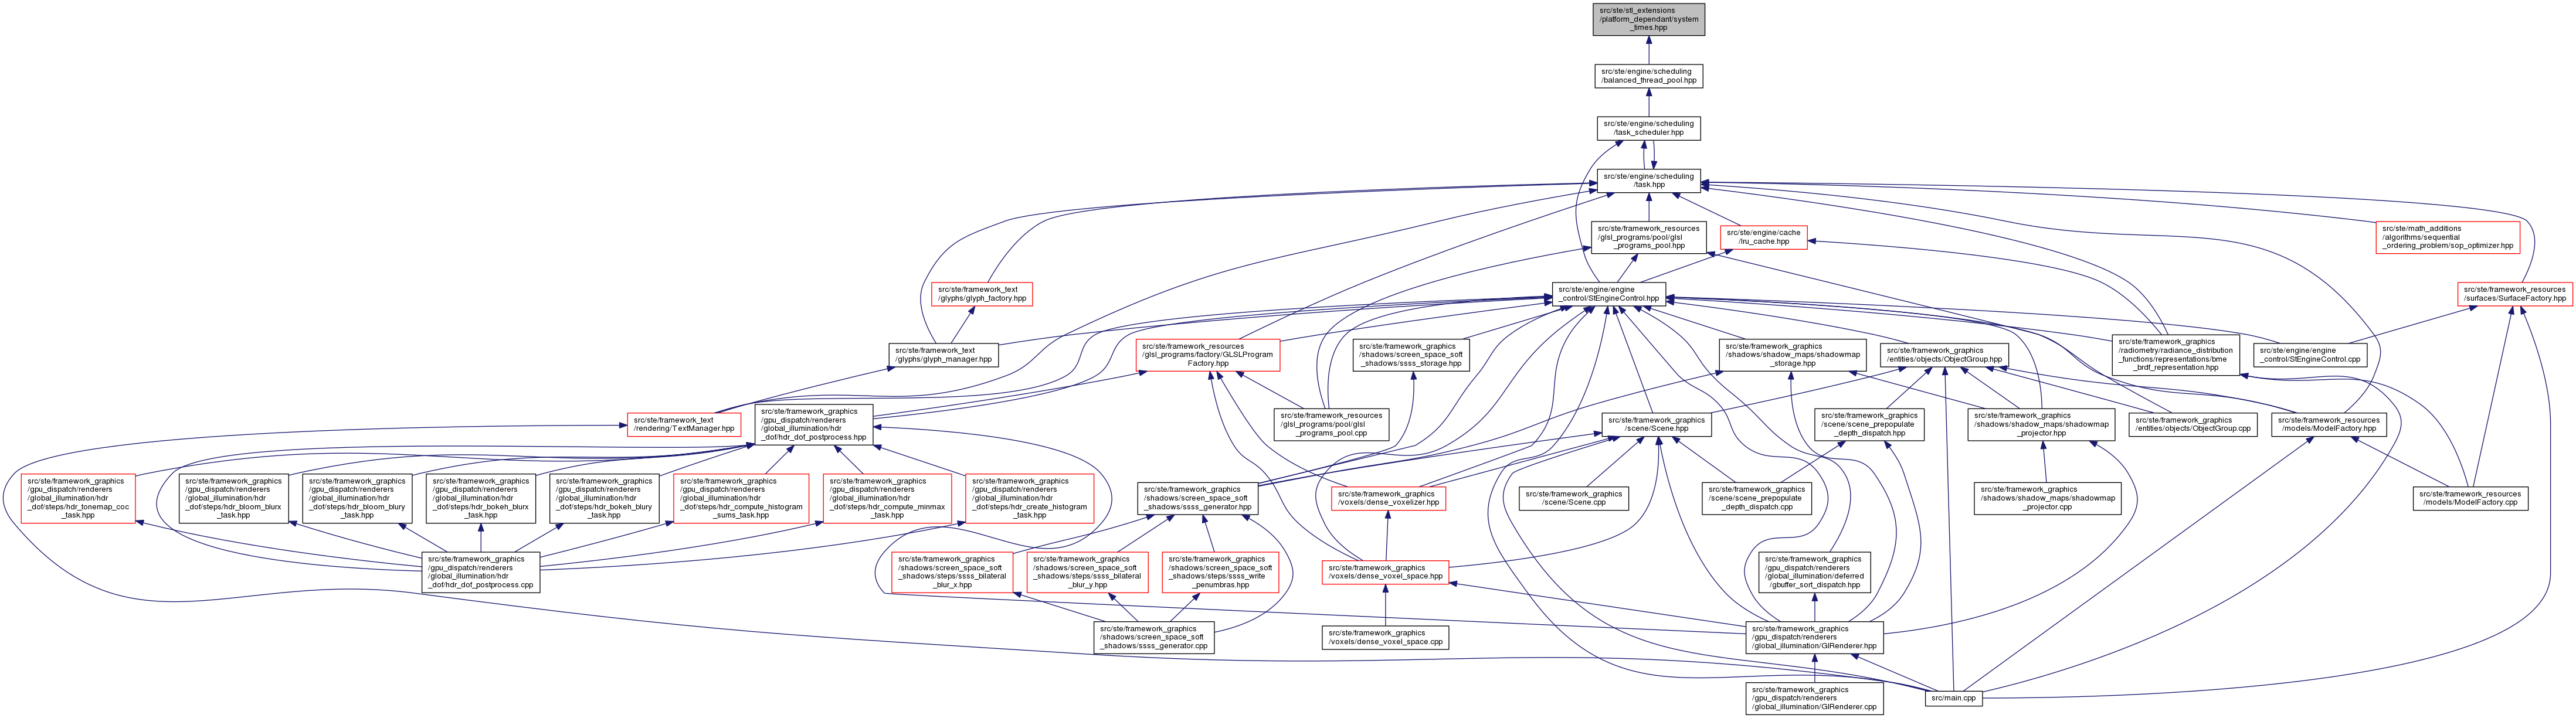 src/ste/stl_extensions
/platform_dependant/system
_times.hpp
src/ste/engine/scheduling
/balanced_thread_pool.hpp
src/ste/engine/scheduling
/task_scheduler.hpp
src/ste/engine/scheduling
/task.hpp
src/ste/framework_resources
/glsl_programs/pool/glsl
_programs_pool.hpp
src/ste/engine/cache
/lru_cache.hpp
src/ste/math_additions
/algorithms/sequential
_ordering_problem/sop_optimizer.hpp
src/ste/framework_text
/glyphs/glyph_factory.hpp
src/ste/engine/engine
_control/StEngineControl.hpp
src/ste/framework_resources
/surfaces/SurfaceFactory.hpp
src/ste/framework_text
/glyphs/glyph_manager.hpp
src/ste/framework_resources
/glsl_programs/factory/GLSLProgram
Factory.hpp
src/ste/framework_graphics
/shadows/screen_space_soft
_shadows/ssss_storage.hpp
src/ste/framework_graphics
/shadows/shadow_maps/shadowmap
_storage.hpp
src/ste/framework_graphics
/entities/objects/ObjectGroup.hpp
src/ste/framework_graphics
/radiometry/radiance_distribution
_functions/representations/bme
_brdf_representation.hpp
src/ste/engine/engine
_control/StEngineControl.cpp
src/ste/framework_text
/rendering/TextManager.hpp
src/ste/framework_graphics
/gpu_dispatch/renderers
/global_illumination/hdr
_dof/hdr_dof_postprocess.hpp
src/ste/framework_resources
/glsl_programs/pool/glsl
_programs_pool.cpp
src/ste/framework_graphics
/scene/Scene.hpp
src/ste/framework_graphics
/scene/scene_prepopulate
_depth_dispatch.hpp
src/ste/framework_graphics
/shadows/shadow_maps/shadowmap
_projector.hpp
src/ste/framework_graphics
/entities/objects/ObjectGroup.cpp
src/ste/framework_resources
/models/ModelFactory.hpp
src/ste/framework_graphics
/gpu_dispatch/renderers
/global_illumination/hdr
_dof/steps/hdr_tonemap_coc
_task.hpp
src/ste/framework_graphics
/gpu_dispatch/renderers
/global_illumination/hdr
_dof/steps/hdr_bloom_blurx
_task.hpp
src/ste/framework_graphics
/gpu_dispatch/renderers
/global_illumination/hdr
_dof/steps/hdr_bloom_blury
_task.hpp
src/ste/framework_graphics
/gpu_dispatch/renderers
/global_illumination/hdr
_dof/steps/hdr_bokeh_blurx
_task.hpp
src/ste/framework_graphics
/gpu_dispatch/renderers
/global_illumination/hdr
_dof/steps/hdr_bokeh_blury
_task.hpp
src/ste/framework_graphics
/gpu_dispatch/renderers
/global_illumination/hdr
_dof/steps/hdr_compute_histogram
_sums_task.hpp
src/ste/framework_graphics
/gpu_dispatch/renderers
/global_illumination/hdr
_dof/steps/hdr_compute_minmax
_task.hpp
src/ste/framework_graphics
/gpu_dispatch/renderers
/global_illumination/hdr
_dof/steps/hdr_create_histogram
_task.hpp
src/ste/framework_graphics
/shadows/screen_space_soft
_shadows/ssss_generator.hpp
src/ste/framework_graphics
/voxels/dense_voxelizer.hpp
src/ste/framework_graphics
/scene/Scene.cpp
src/ste/framework_graphics
/scene/scene_prepopulate
_depth_dispatch.cpp
src/ste/framework_graphics
/shadows/shadow_maps/shadowmap
_projector.cpp
src/ste/framework_resources
/models/ModelFactory.cpp
src/ste/framework_graphics
/gpu_dispatch/renderers
/global_illumination/hdr
_dof/hdr_dof_postprocess.cpp
src/ste/framework_graphics
/shadows/screen_space_soft
_shadows/steps/ssss_bilateral
_blur_x.hpp
src/ste/framework_graphics
/shadows/screen_space_soft
_shadows/steps/ssss_bilateral
_blur_y.hpp
src/ste/framework_graphics
/shadows/screen_space_soft
_shadows/steps/ssss_write
_penumbras.hpp
src/ste/framework_graphics
/voxels/dense_voxel_space.hpp
src/ste/framework_graphics
/gpu_dispatch/renderers
/global_illumination/deferred
/gbuffer_sort_dispatch.hpp
src/ste/framework_graphics
/shadows/screen_space_soft
_shadows/ssss_generator.cpp
src/ste/framework_graphics
/voxels/dense_voxel_space.cpp
src/ste/framework_graphics
/gpu_dispatch/renderers
/global_illumination/GIRenderer.hpp
src/ste/framework_graphics
/gpu_dispatch/renderers
/global_illumination/GIRenderer.cpp
src/main.cpp